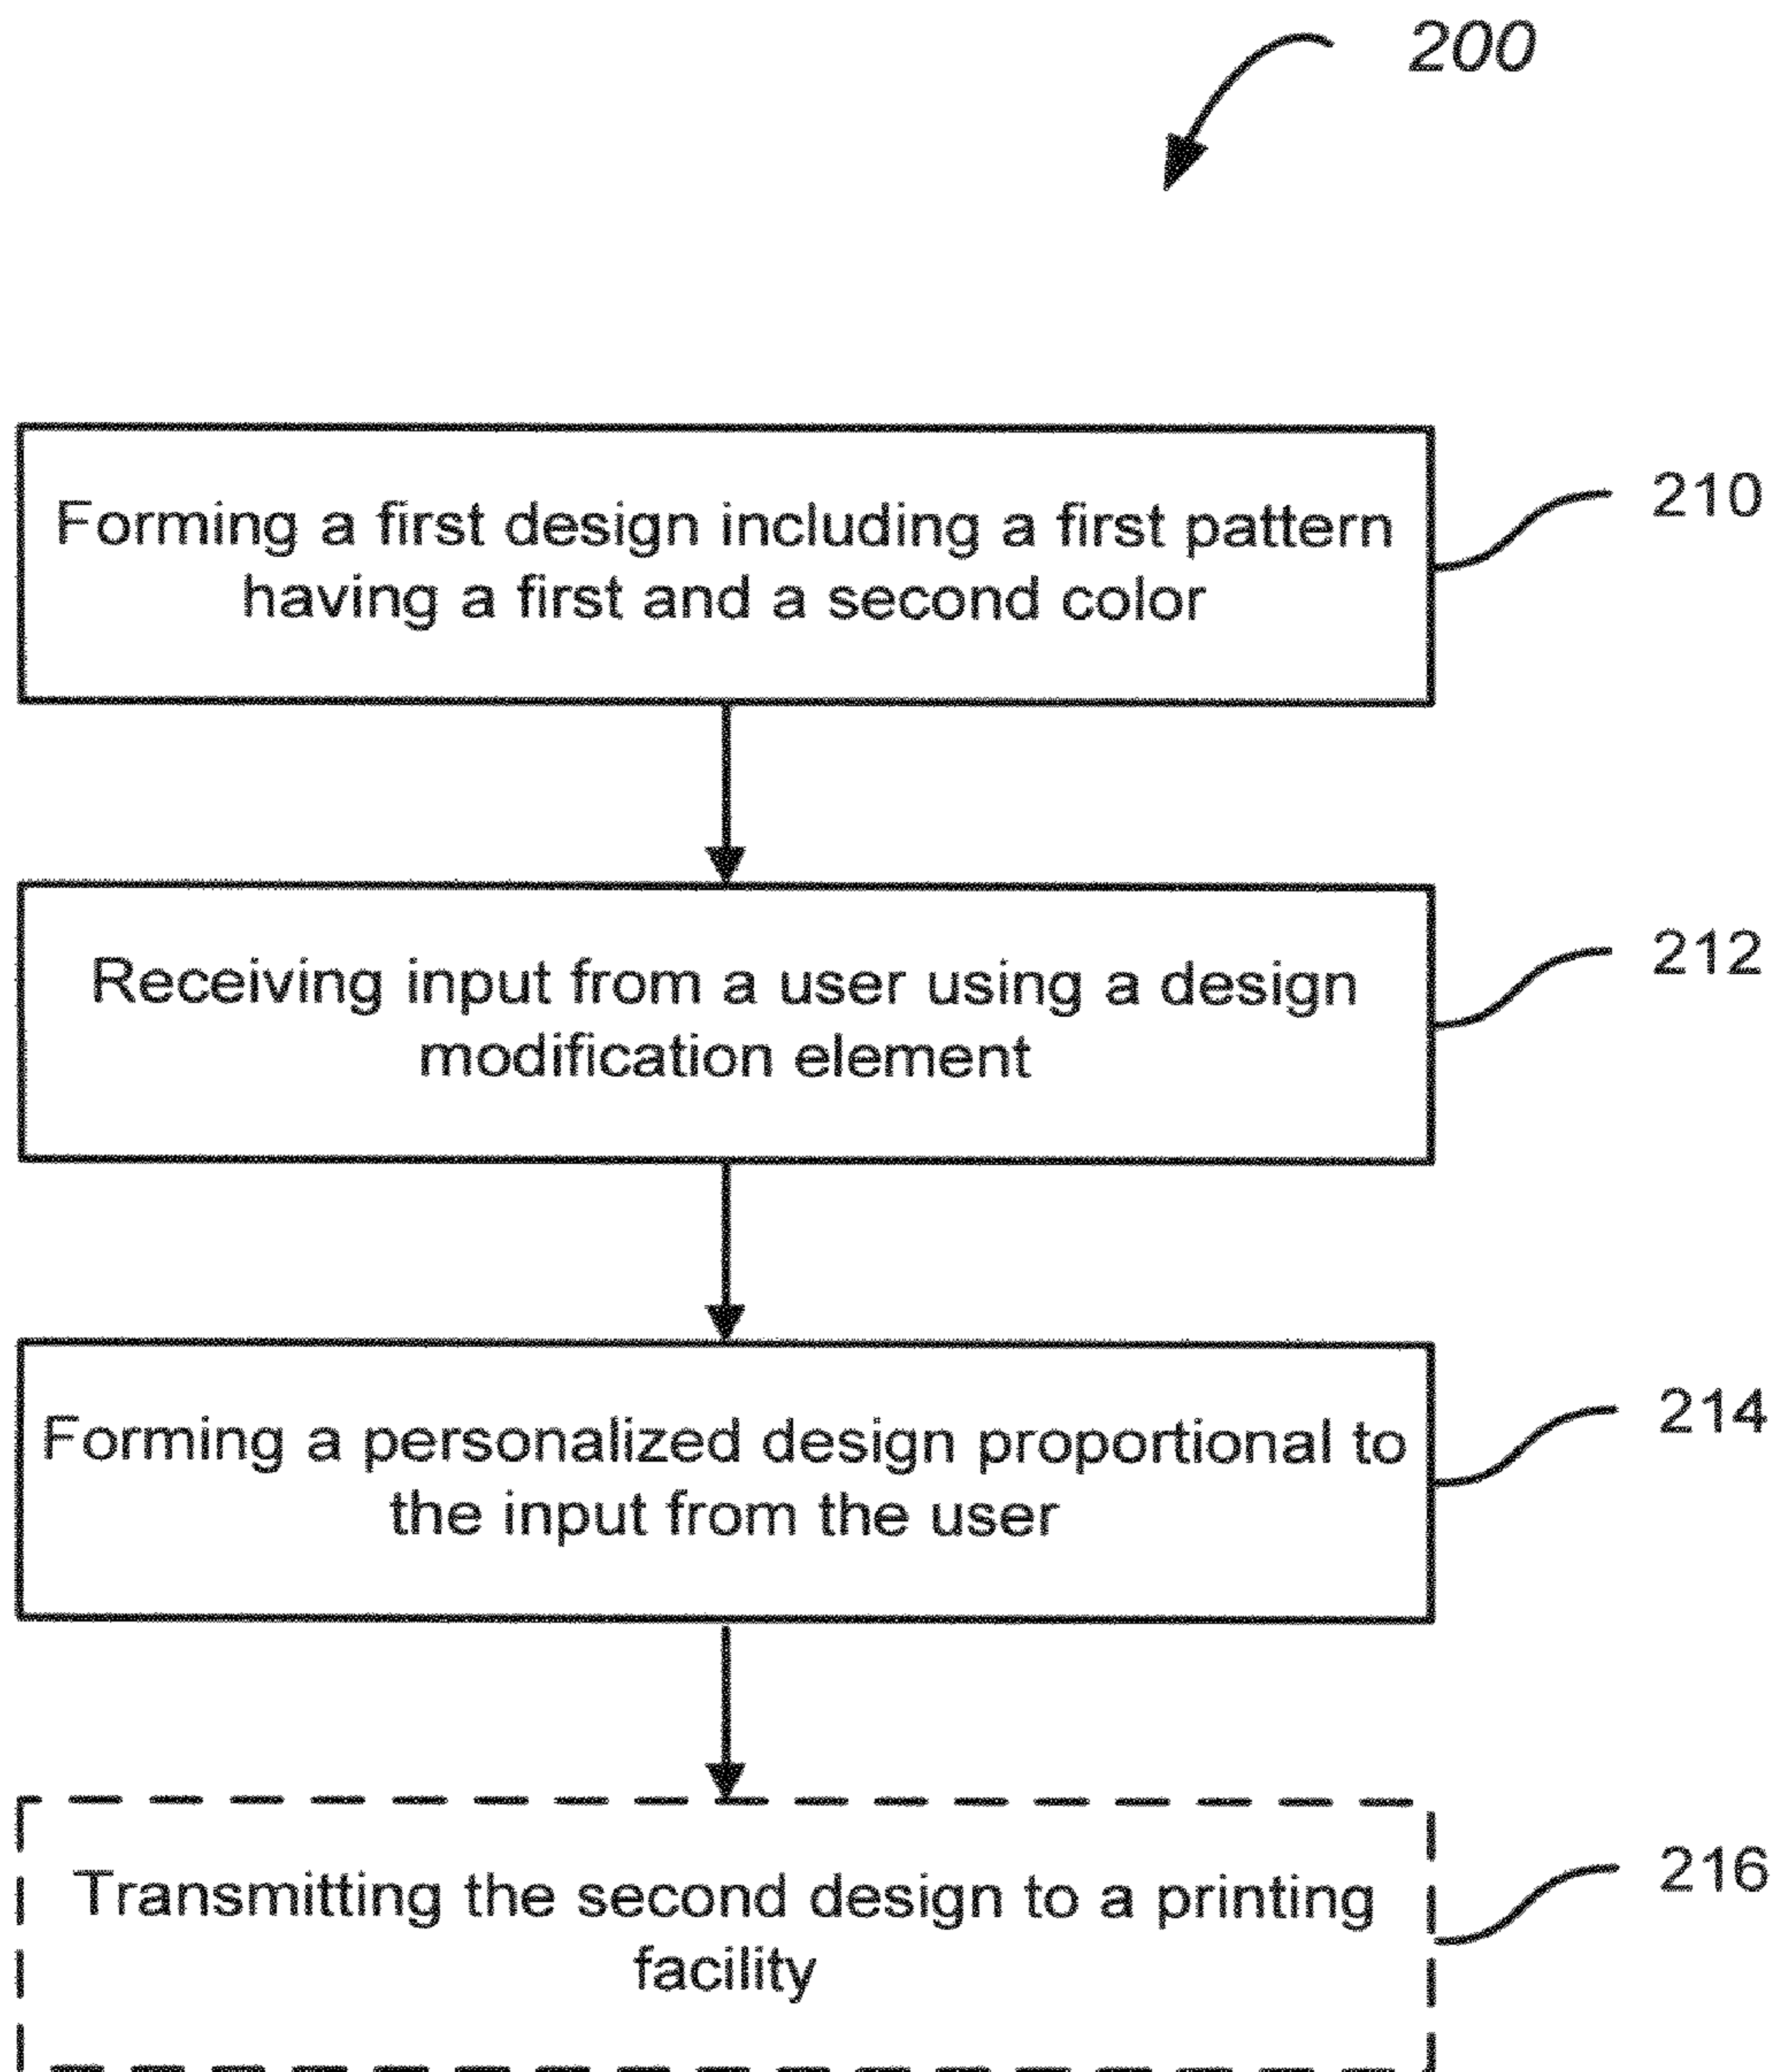 200
Forming a first design including a first pattern
having a first and a second color
210
Receiving input from a user using a design
modification element
212
Forming a personalized design proportional to
the input from the user
214
Transmitting the second design to a printing
facility
216